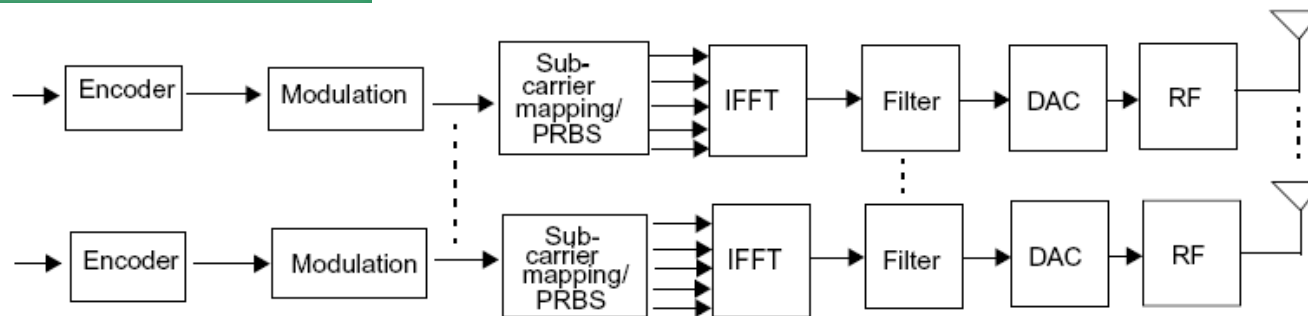 Encoder
Modulation
Sub-
carrier
mapping/
PRBS
IFFT
Filter
DAC
RF
Encoder
Modulation
Sub-
carrier
mapping/
PRBS
IFFT
Filter
DAC
RF